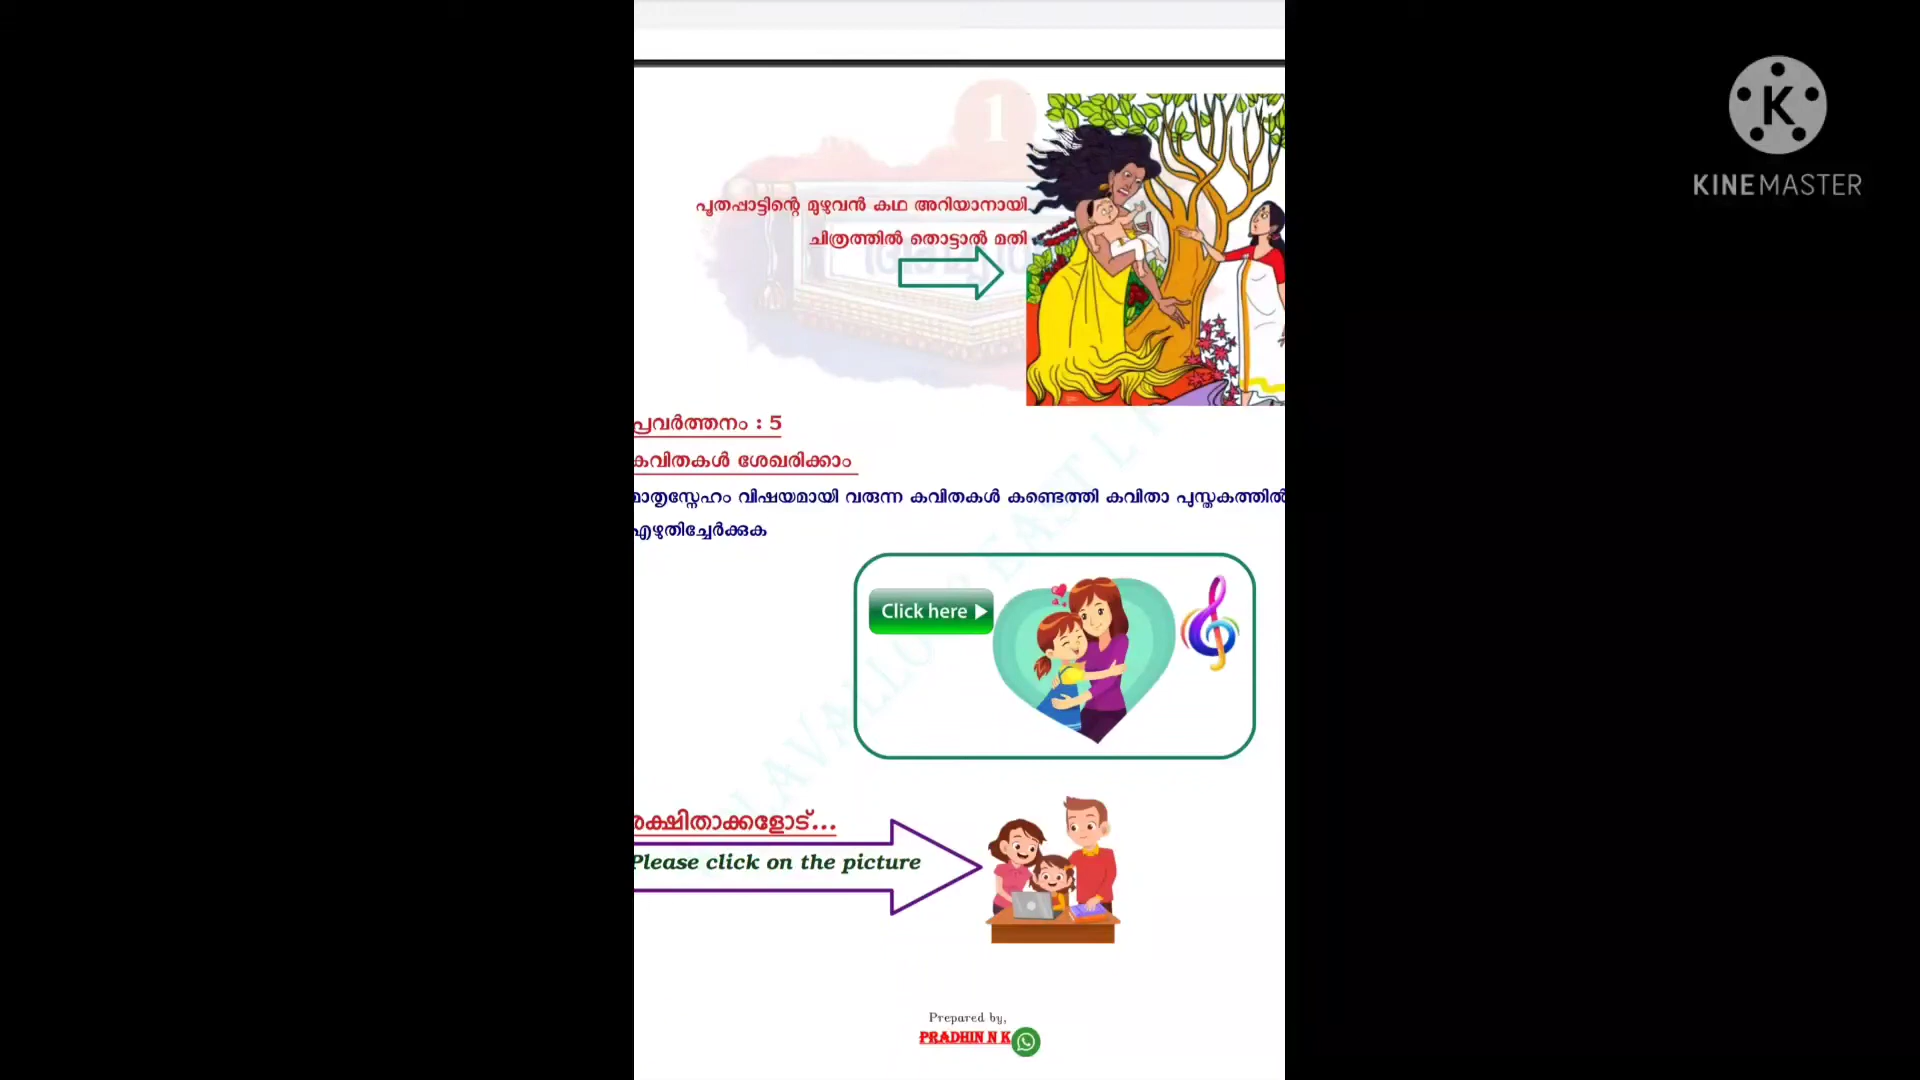 1
KINEMASTER
പൂതപ്പാട്ടിന്റെ മുഴുവൻ കഥ അറിയാനായി
ചിത്രത്തിൽ തൊട്ടാൽ മതി
പ്രവർത്തനം : 5
കവിതകൾ ശേഖരിക്കാം
മാതൃസ്നേഹം വിഷയമായി വരുന്ന കവിതകൾ കണ്ടെത്തി കവിതാ പുസ്തകത്തിൽ
എഴുതിച്ചേർക്കുക
Click here
രക്ഷിതാക്കളോട്...
Please click on the picture
Prepared by,
PRADHIN N K